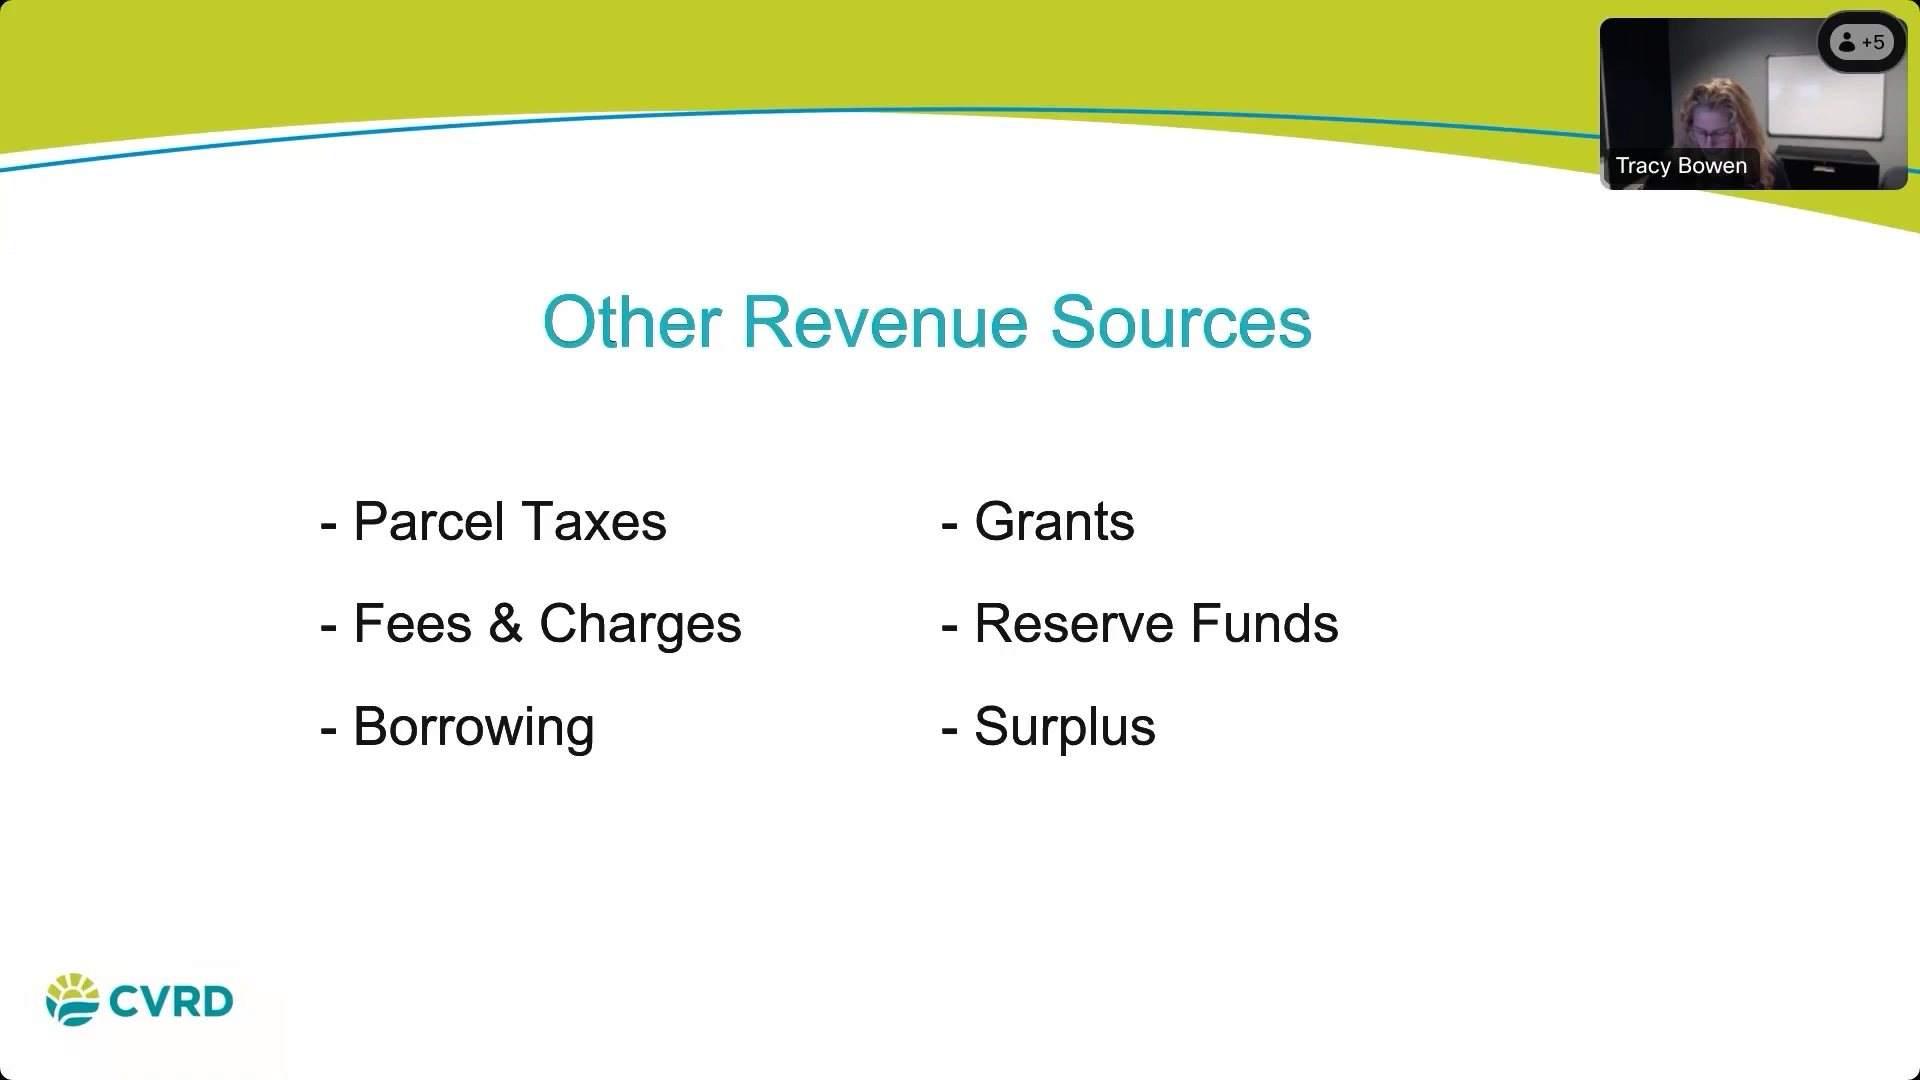 +5
Tracy Bowen
Other Revenue Sources
- Parcel Taxes
- Fees & Charges
- Borrowing
- Grants
- Reserve Funds
- Surplus
CVRD